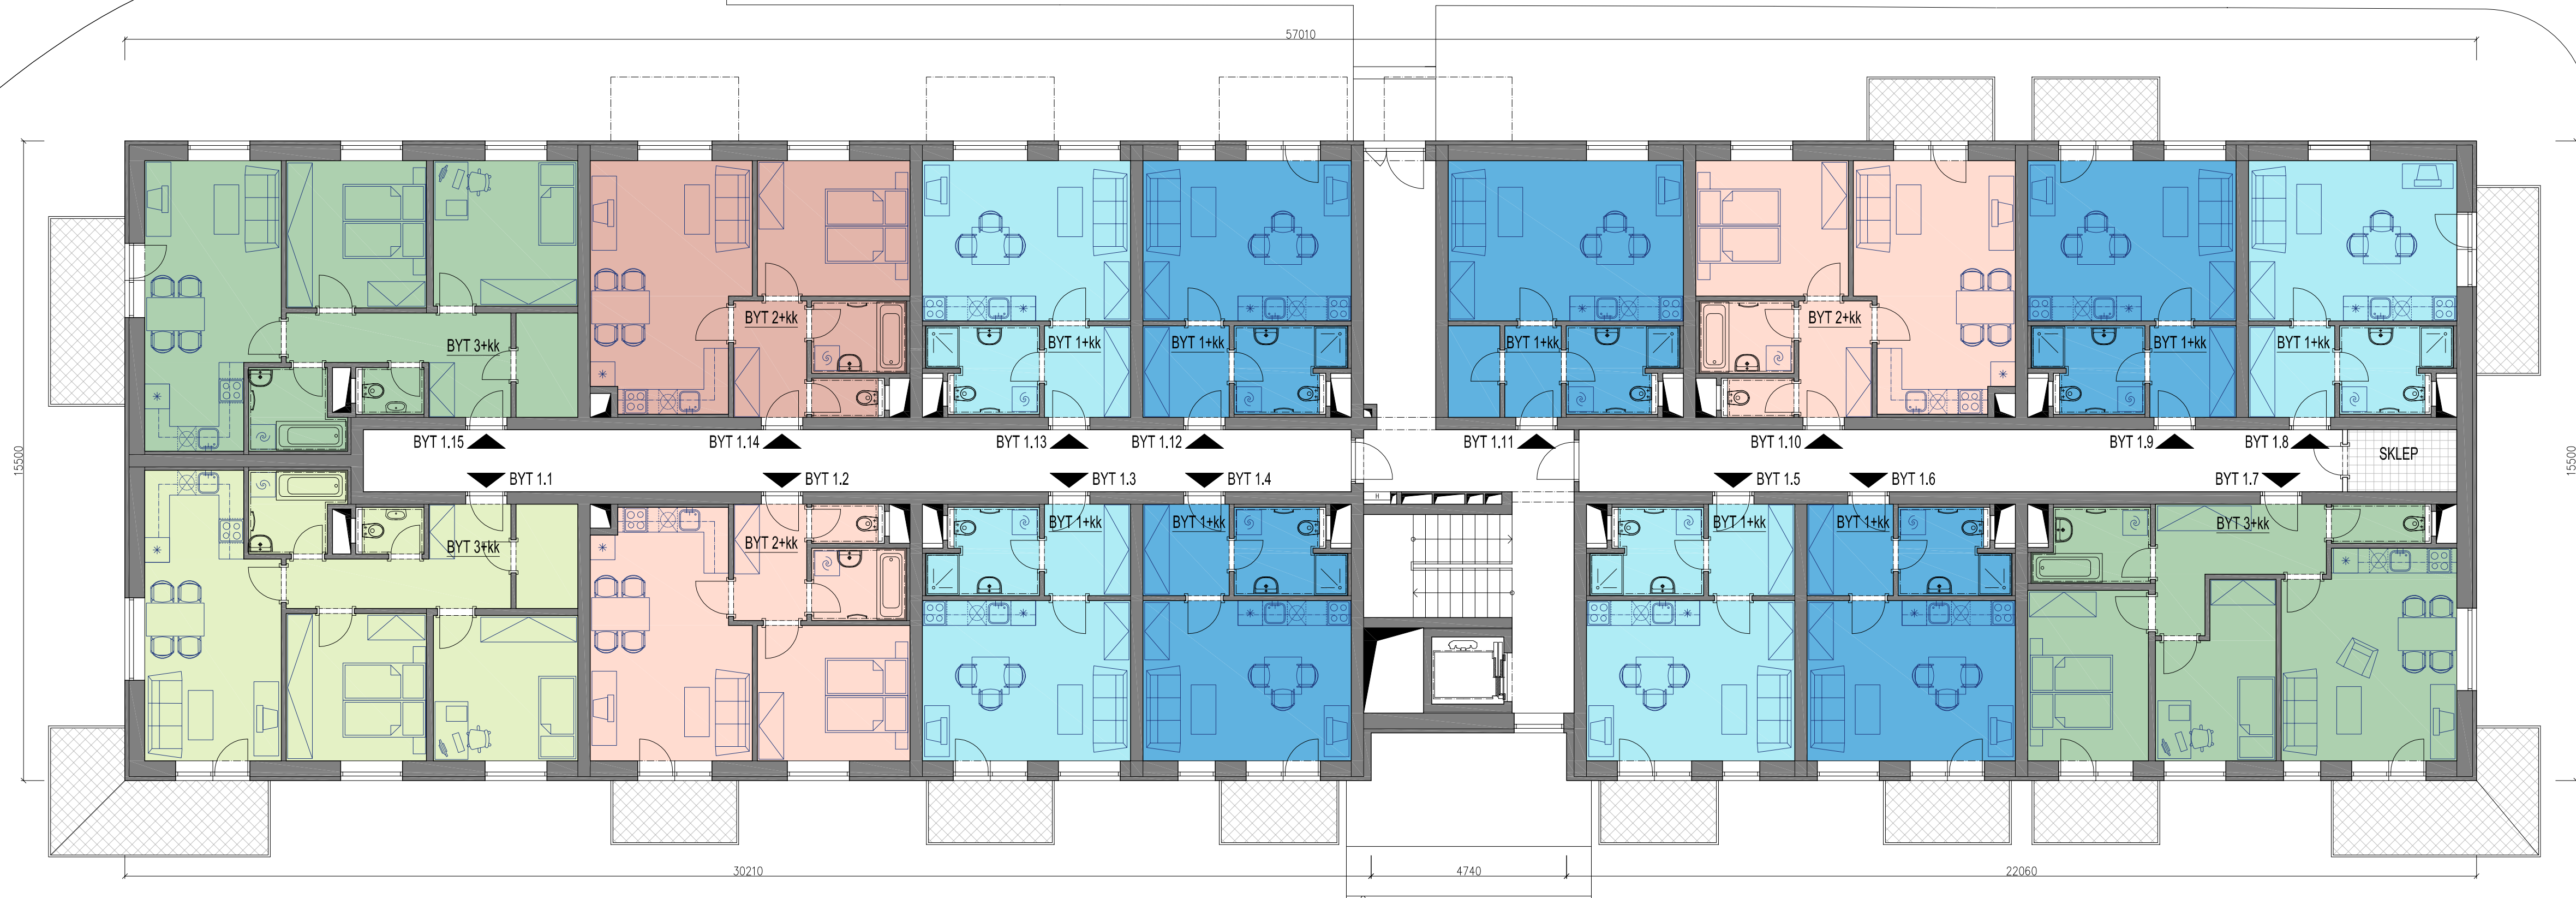 57010
BYT 3+kk
BYT 2+kk
BYT 1+kk
BYT 1+kk
BYT 1+kk
BYT 2+kk
BYT 1+kk
BYT 1+kk
BYT 1.15
BYT 1.14
BYT 1.13
BYT 1.12
BYT 1.11
BYT 1.10
BYT 1.9
BYT 1.8
SKLEP
15500
15500
BYT 1.1
BYT 1.2
BYT 1.3
BYT 1.4
BYT 1.5
BYT 1.6
BYT 1.7
H
BYT 3+kk
BYT 2+kk
BYT 1+kk
BYT 1+kk
BYT 1+kk
BYT 1+kk
BYT 3+kk
30210
4740
22060